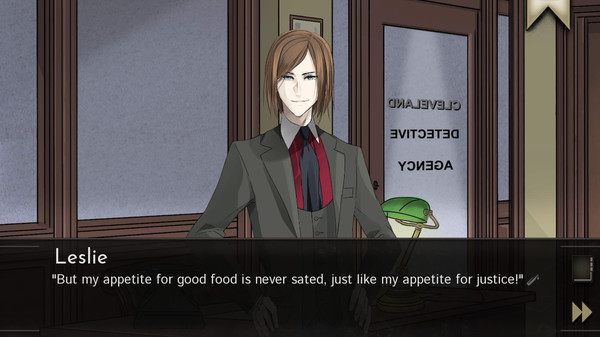 CLEVELAND
DETECTIVE
AGENCY
Leslie
"But my appetite for good food is never sated, just like my appetite for justice!"